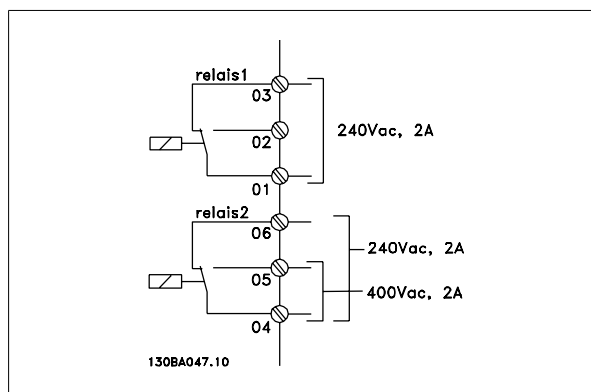 relais1
03
02
240Vac, 2A
01
relais2
06
05
240Vac, 2A
400Vac, 2A
04
130BA047.10